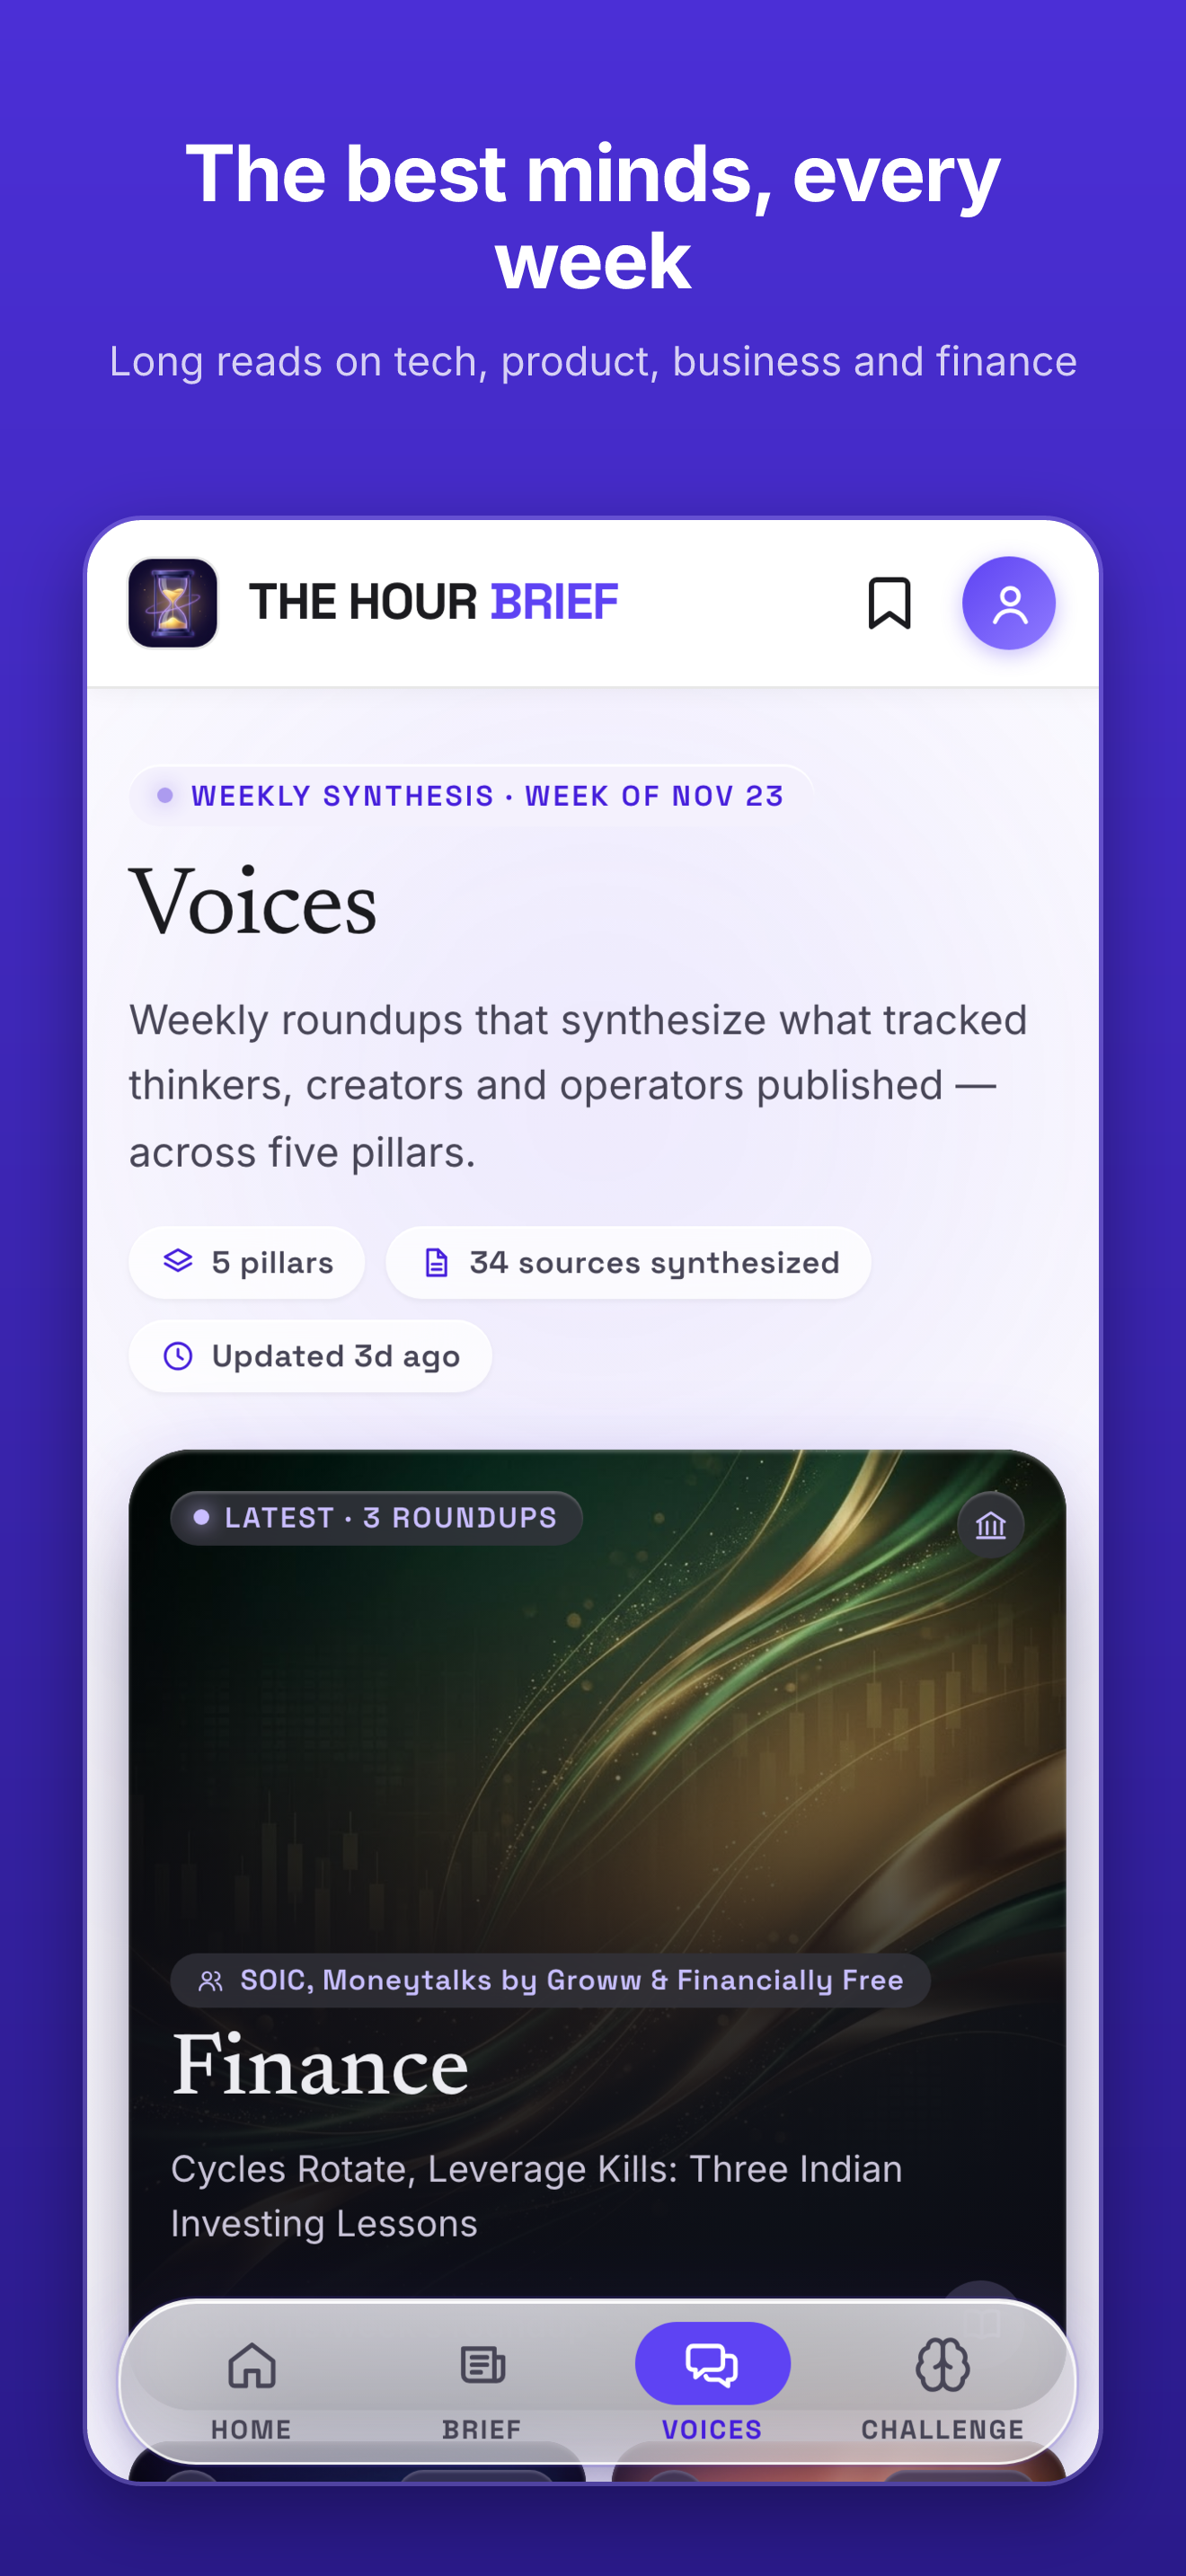 The best minds, every
week
Long reads on tech, product, business and finance
THE HOUR BRIEF
WEEKLY SYNTHESIS · WEEK OF NOV 23
Voices
Weekly roundups that synthesize what tracked
thinkers, creators and operators published —
across five pillars.
5 pillars
34 sources synthesized
Updated 3d ago
LATEST · 3 ROUNDUPS
SOIC, Moneytalks by Groww & Financially Free
Finance
Cycles Rotate, Leverage Kills: Three Indian
Investing Lessons
HOME
BRIEF
VOICES
CHALLENGE